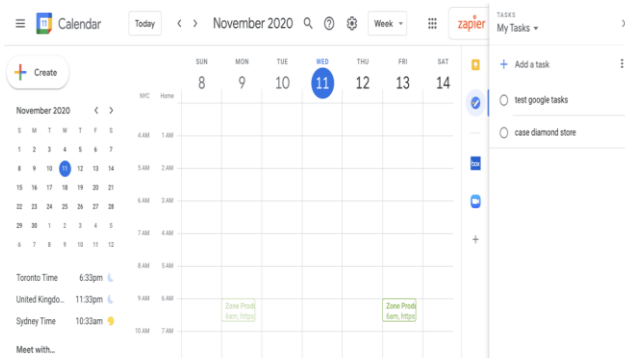 Calendar
Today
November 2020
Week
zapier
TASKS
My Tasks
Create
Add a task
test google tasks
case diamond store
SUN MON TUE WED THU FRI SAT
8 9 10 11 12 13 14
NYC Home
November 2020
S M T W T F S
1 2 3 4 5 6 7
8 9 10 11 12 13 14
15 16 17 18 19 20 21
22 23 24 25 26 27 28
29 30 1 2 3 4 5
6 7 8 9 10 11 12
4 AM 1 AM
5 AM 2 AM
6 AM 3 AM
7 AM 4 AM
8 AM 5 AM
9 AM 6 AM
10 AM 7 AM
Zone Prod
6am, https
Zone Prod
6am, https
Toronto Time 6:33pm
United Kingdo... 11:33pm
Sydney Time 10:33am
Meet with...
box